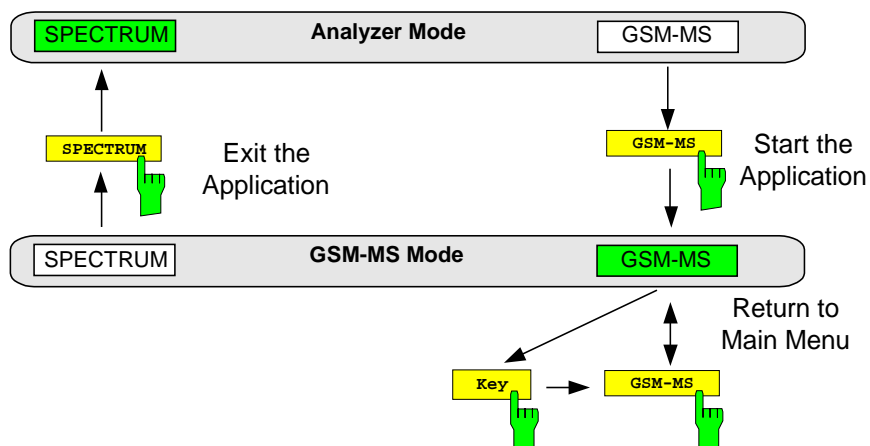 SPECTRUM Analyzer Mode GSM-MS
SPECTRUM
Exit the
Application
GSM-MS
Start the
Application
SPECTRUM GSM-MS Mode GSM-MS
Return to
Main Menu
Key GSM-MS